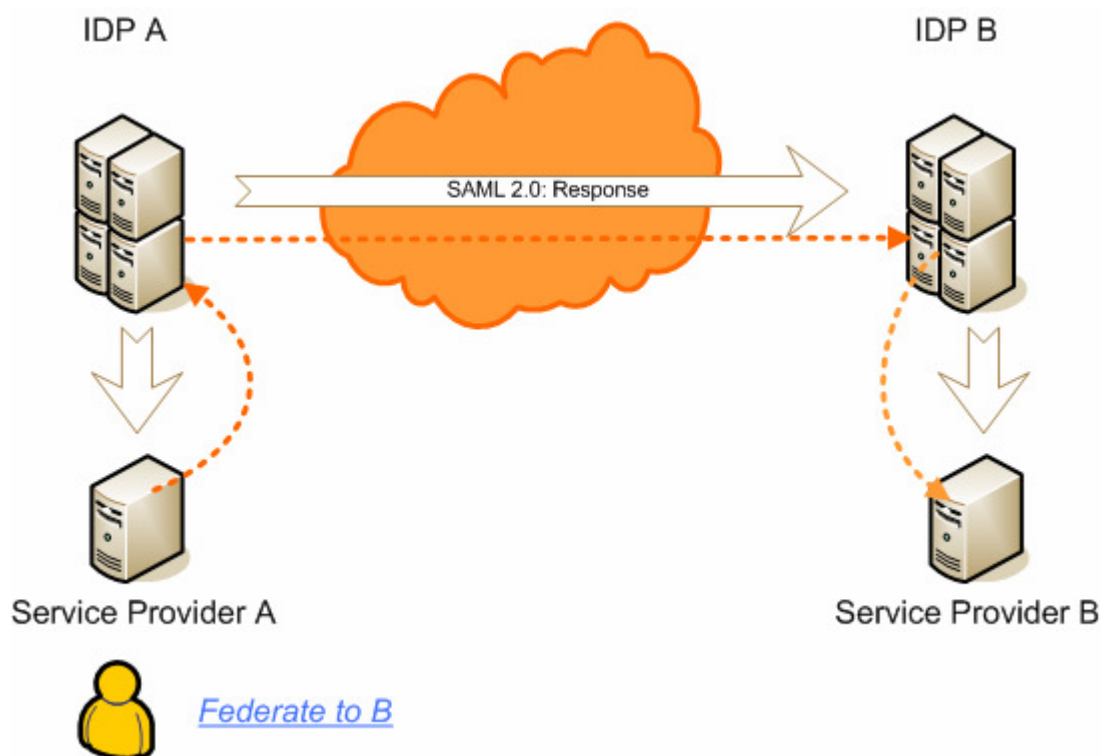 IDP A
IDP B
SAML 2.0: Response
Service Provider A
Service Provider B
Federate to B